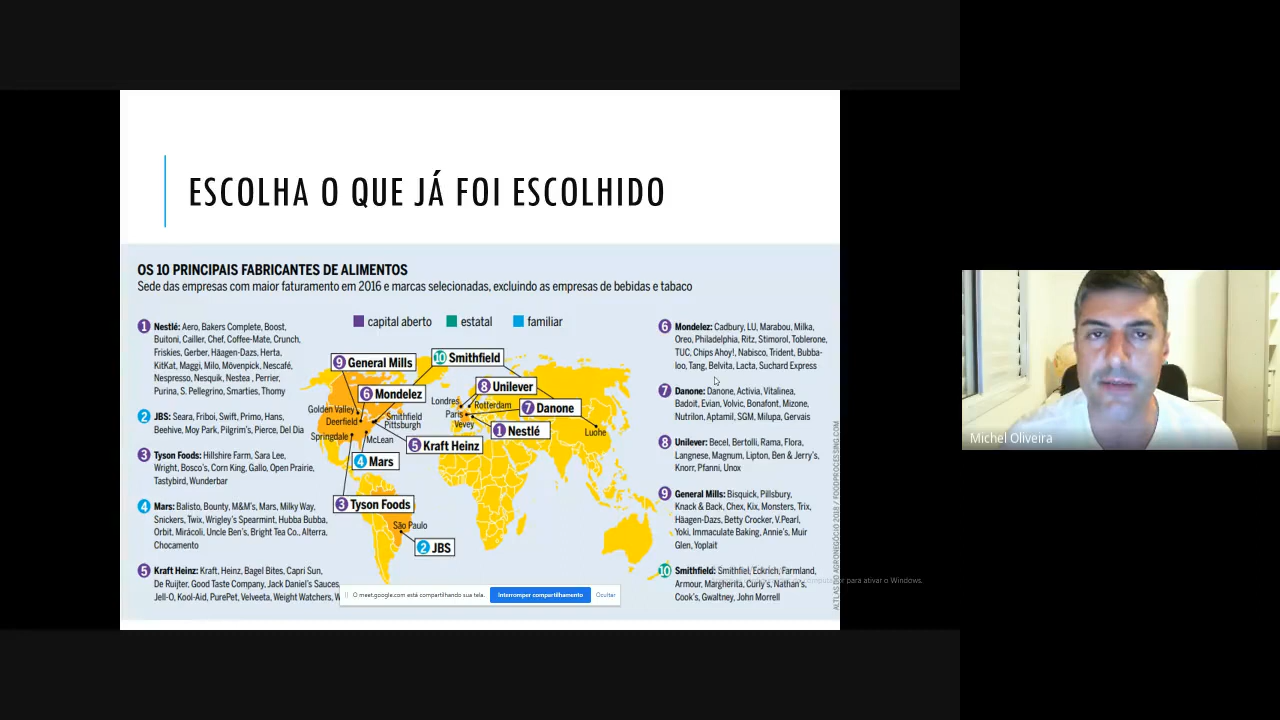 ESCOLHA O QUE JÁ FOI ESCOLHIDO
OS 10 PRINCIPAIS FABRICANTES DE ALIMENTOS
Sede das empresas com maior faturamento em 2016 e marcas selecionadas, excluindo as empresas de bebidas e tabaco
capital aberto
estatal
familiar
1 Nestlé: Aero, Bakers Complete, Boost,
Buitoni, Cailler, Chef, Coffee-Mate, Crunch,
Friskies, Gerber, Häagen-Dazs, Herta,
KitKat, Maggi, Milo, Mövenpick, Nescafé,
Nespresso, Nesquik, Nestea, Perrier,
Purina, S. Pellegrino, Smarties, Thomy
2 JBS: Seara, Friboi, Swift, Primo, Hans,
Beehive, Moy Park, Pilgrim's, Pierce, Del Dia
3 Tyson Foods: Hillshire Farm, Sara Lee,
Wright, Bosco's, Corn King, Gallo, Open Prairie,
Tastybird, Wunderbar
4 Mars: Balisto, Bounty, M&M's, Mars, Milky Way,
Snickers, Twix, Wrigley's Spearmint, Hubba Bubba,
Orbit, Mirácoli, Uncle Ben's, Bright Tea Co., Alterra,
Chocamento
5 Kraft Heinz: Kraft, Heinz, Bagel Bites, Capri Sun,
De Ruijter, Good Taste Company, Jack Daniel's Sauces,
Jell-O, Kool-Aid, PurePet, Velveeta, Weight Watchers, W
9 General Mills
10 Smithfield
6 Mondelez
8 Unilever
7 Danone
1 Nestlé
5 Kraft Heinz
4 Mars
3 Tyson Foods
2 JBS
Golden Valley
Deerfield
Springdale
McLean
Smithfield
Pittsburgh
Londres
Rotterdam
Paris
Vevey
Luohe
São Paulo
6 Mondelez: Cadbury, LU, Marabou, Milka,
Oreo, Philadelphia, Ritz, Stimorol, Toblerone,
TUC, Chips Ahoy!, Nabisco, Trident, Bubba-
loo, Tang, Belvita, Lacta, Suchard Express
7 Danone: Danone, Activia, Vitalinea,
Badoit, Evian, Volvic, Bonafont, Mizone,
Nutrilon, Aptamil, SGM, Milupa, Gervais
8 Unilever: Becel, Bertolli, Rama, Flora,
Langnese, Magnum, Lipton, Ben & Jerry's,
Knorr, Pfanni, Unox
9 General Mills: Bisquick, Pillsbury,
Knack & Back, Chex, Kix, Monsters, Trix,
Häagen-Dazs, Betty Crocker, V.Pearl,
Yoki, Immaculate Baking, Annie's, Muir
Glen, Yoplait
10 Smithfield: Smithfiel, Eckrich, Farmland,
Armour, Margherita, Curly's, Nathan's,
Cook's, Gwaltney, John Morrell
ATLAS DO AGRONEGÓCIO 2018 / FOODPROCESSING.COM
para ativar o Windows.
O meet.google.com está compartilhando sua tela.
Interromper compartilhamento
Ocultar
Michel Oliveira